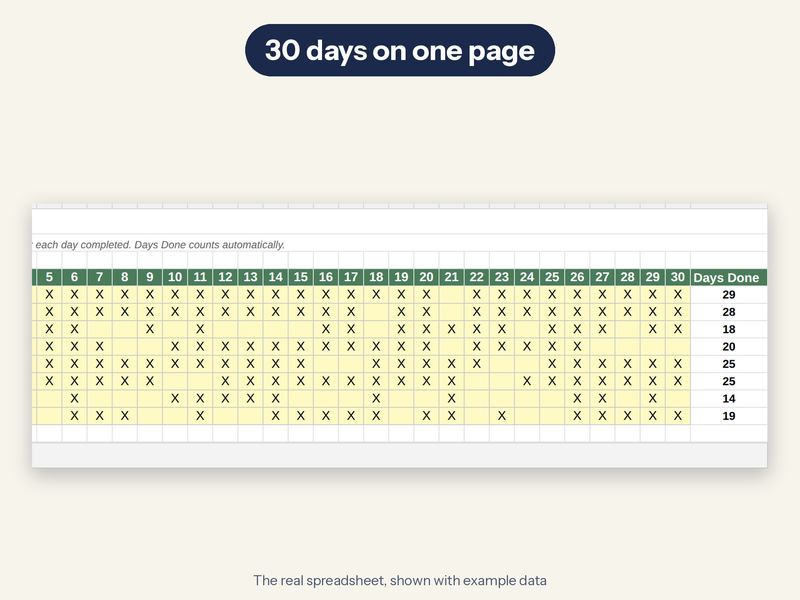 30 days on one page
each day completed. Days Done counts automatically.
5 6 7 8 9 10 11 12 13 14 15 16 17 18 19 20 21 22 23 24 25 26 27 28 29 30 Days Done
X X X X X X X X X X X X X X X X X X X X X X X X X 29
X X X X X X X X X X X X X X X X X X X X X X X X 28
X X X X X X X X X X X X X X X X X 18
X X X X X X X X X X X X X X X X X X 20
X X X X X X X X X X X X X X X X X X X X X X 25
X X X X X X X X X X X X X X X X X X X X X X 25
X X X X X X X X X X X 14
X X X X X X X X X X X X X X X X X 19
The real spreadsheet, shown with example data